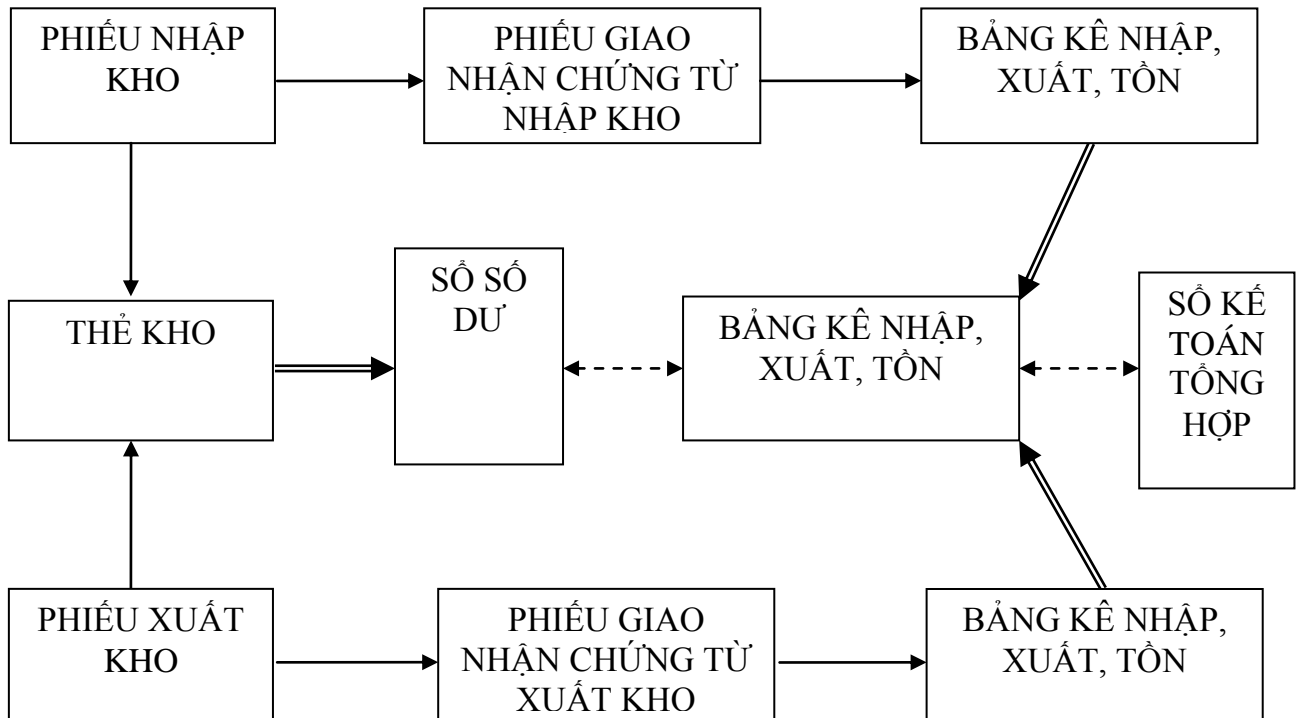 PHIẾU NHẬP
KHO
PHIẾU GIAO
NHẬN CHỨNG TỪ
NHẬP KHO
BẢNG KÊ NHẬP,
XUẤT, TỒN
THẺ KHO
SỔ SỐ
DƯ
BẢNG KÊ NHẬP,
XUẤT, TỒN
SỔ KẾ
TOÁN
TỔNG
HỢP
PHIẾU XUẤT
KHO
PHIẾU GIAO
NHẬN CHỨNG TỪ
XUẤT KHO
BẢNG KÊ NHẬP,
XUẤT, TỒN